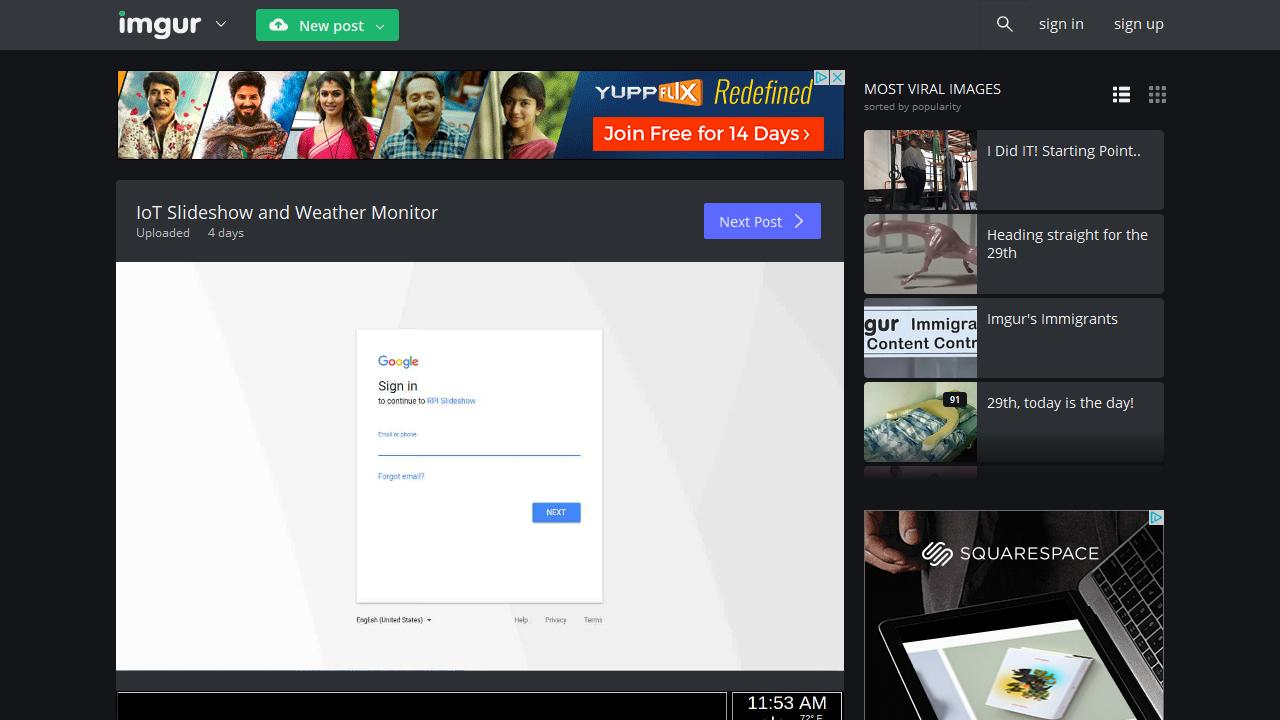 imgur
New post
sign in
sign up
YUPP FLIX Redefined
Join Free for 14 Days ›
MOST VIRAL IMAGES
sorted by popularity
I Did IT! Starting Point..
Heading straight for the
29th
gur Immigra
Content Contr
Imgur's Immigrants
91
29th, today is the day!
IoT Slideshow and Weather Monitor
Uploaded 4 days
Next Post
Google
Sign in
to continue to RPI Slideshow
Email or phone
Forgot email?
NEXT
English (United States)
Help Privacy Terms
SQUARESPACE
11:53 AM
72° F